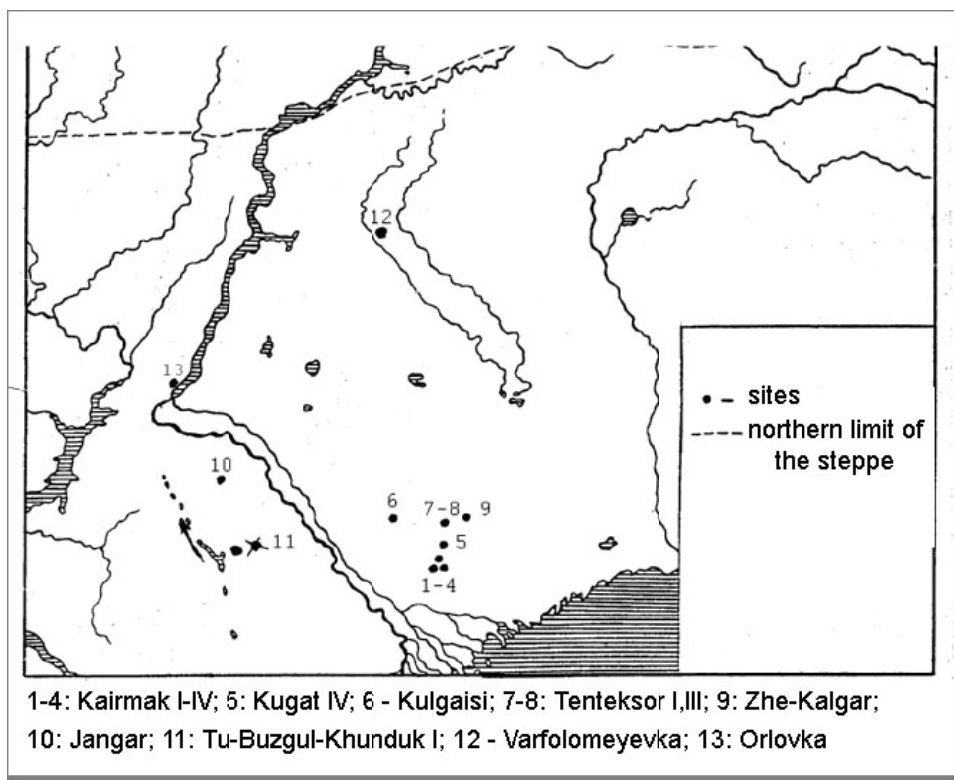 12
13
10
6
7-8
9
5
11
1-4
● – sites
---- northern limit of
the steppe
1-4: Kairmak I-IV; 5: Kugat IV; 6 - Kulgaisi; 7-8: Tenteksor I,III; 9: Zhe-Kalgar;
10: Jangar; 11: Tu-Buzgul-Khunduk I; 12 - Varfolomeyevka; 13: Orlovka